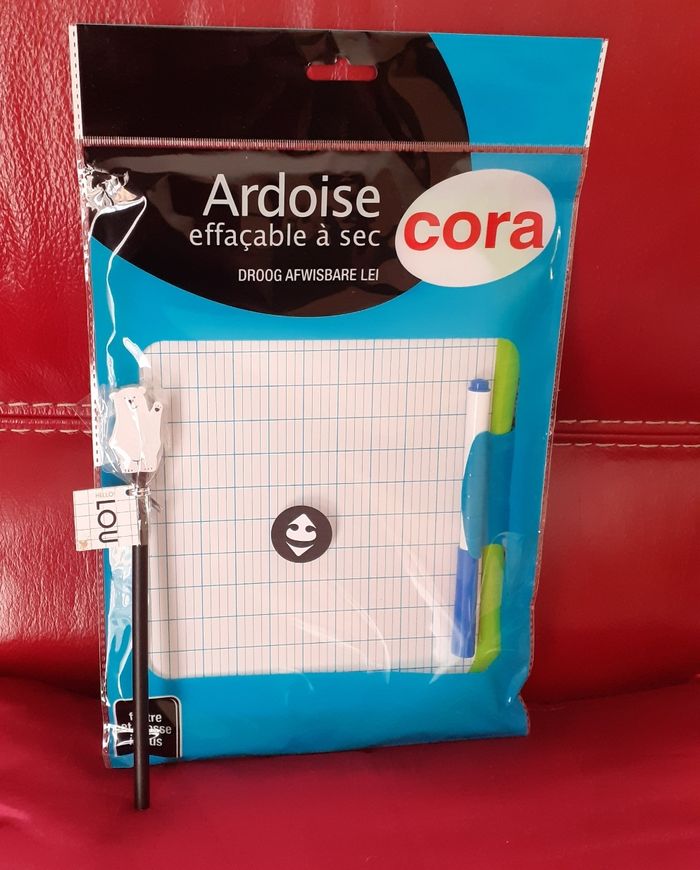 Ardoise
effaçable à sec
cora
DROOG AFWISBARE LEI
HELLO!
LOU